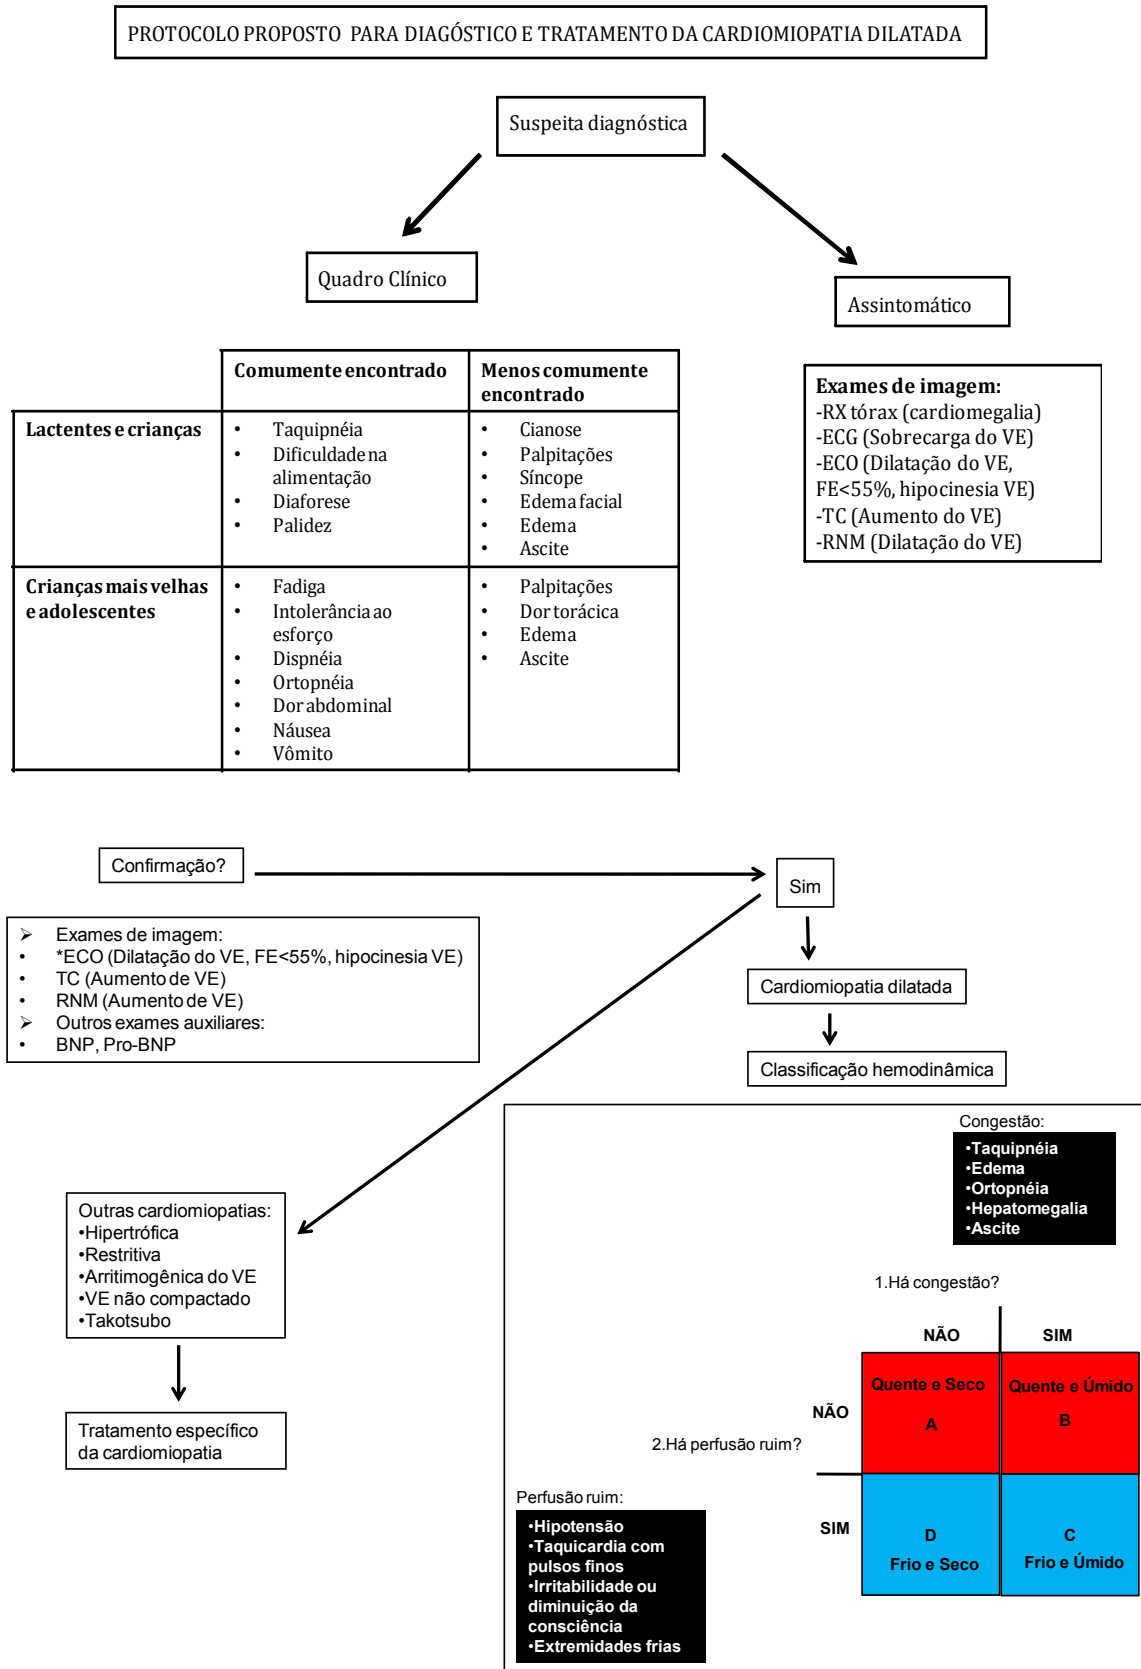 PROTOCOLO PROPOSTO PARA DIAGÓSTICO E TRATAMENTO DA CARDIOMIOPATIA DILATADA
Suspeita diagnóstica
Quadro Clínico
Assintomático
Comumente encontrado
Menos comumente
encontrado
Lactentes e crianças
• Taquipnéia
• Dificuldade na
alimentação
• Diaforese
• Palidez
• Cianose
• Palpitações
• Síncope
• Edema facial
• Edema
• Ascite
Crianças mais velhas
e adolescentes
• Fadiga
• Intolerância ao
esforço
• Dispnéia
• Ortopnéia
• Dor abdominal
• Náusea
• Vômito
• Palpitações
• Dor torácica
• Edema
• Ascite
Exames de imagem:
-RX tórax (cardiomegalia)
-ECG (Sobrecarga do VE)
-ECO (Dilatação do VE,
FE<55%, hipocinesia VE)
-TC (Aumento do VE)
-RNM (Dilatação do VE)
Confirmação?
Sim
➢ Exames de imagem:
• *ECO (Dilatação do VE, FE<55%, hipocinesia VE)
• TC (Aumento de VE)
• RNM (Aumento de VE)
➢ Outros exames auxiliares:
• BNP, Pro-BNP
Cardiomiopatia dilatada
Classificação hemodinâmica
Outras cardiomiopatias:
•Hipertrófica
•Restritiva
•Arritimogênica do VE
•VE não compactado
•Takotsubo
Tratamento específico
da cardiomiopatia
Congestão:
•Taquipnéia
•Edema
•Ortopnéia
•Hepatomegalia
•Ascite
1.Há congestão?
NÃO
SIM
Quente e Seco
A
Quente e Úmido
B
NÃO
2.Há perfusão ruim?
SIM
D
Frio e Seco
C
Frio e Úmido
Perfusão ruim:
•Hipotensão
•Taquicardia com
pulsos finos
•Irritabilidade ou
diminuição da
consciência
•Extremidades frias